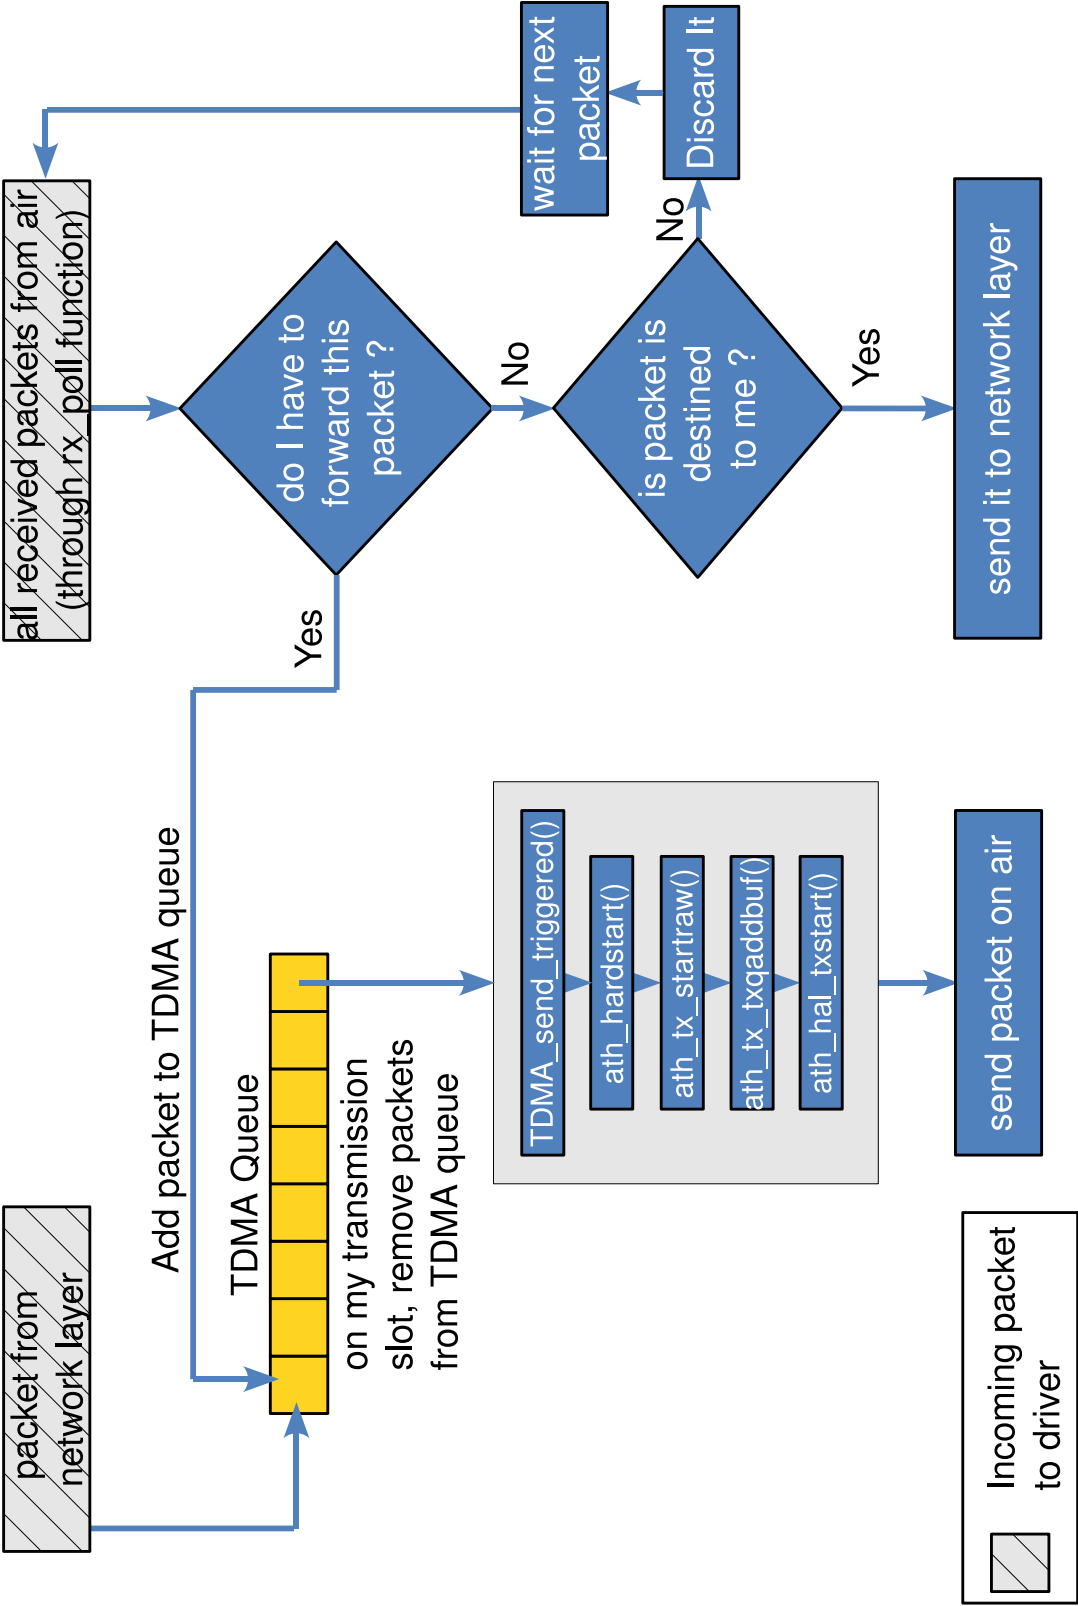 packet from
network layer
all received packets from air
(through rx_poll function)
Add packet to TDMA queue
Yes
do I have to
forward this
packet ?
TDMA Queue
on my transmission
slot, remove packets
from TDMA queue
No
wait for next
packet
TDMA_send_triggered()
ath_hardstart()
ath_tx_startraw()
ath_tx_txqaddbuf()
ath_hal_txstart()
is packet is
destined
to me ?
No
Discard It
Yes
send packet on air
send it to network layer
Incoming packet
to driver